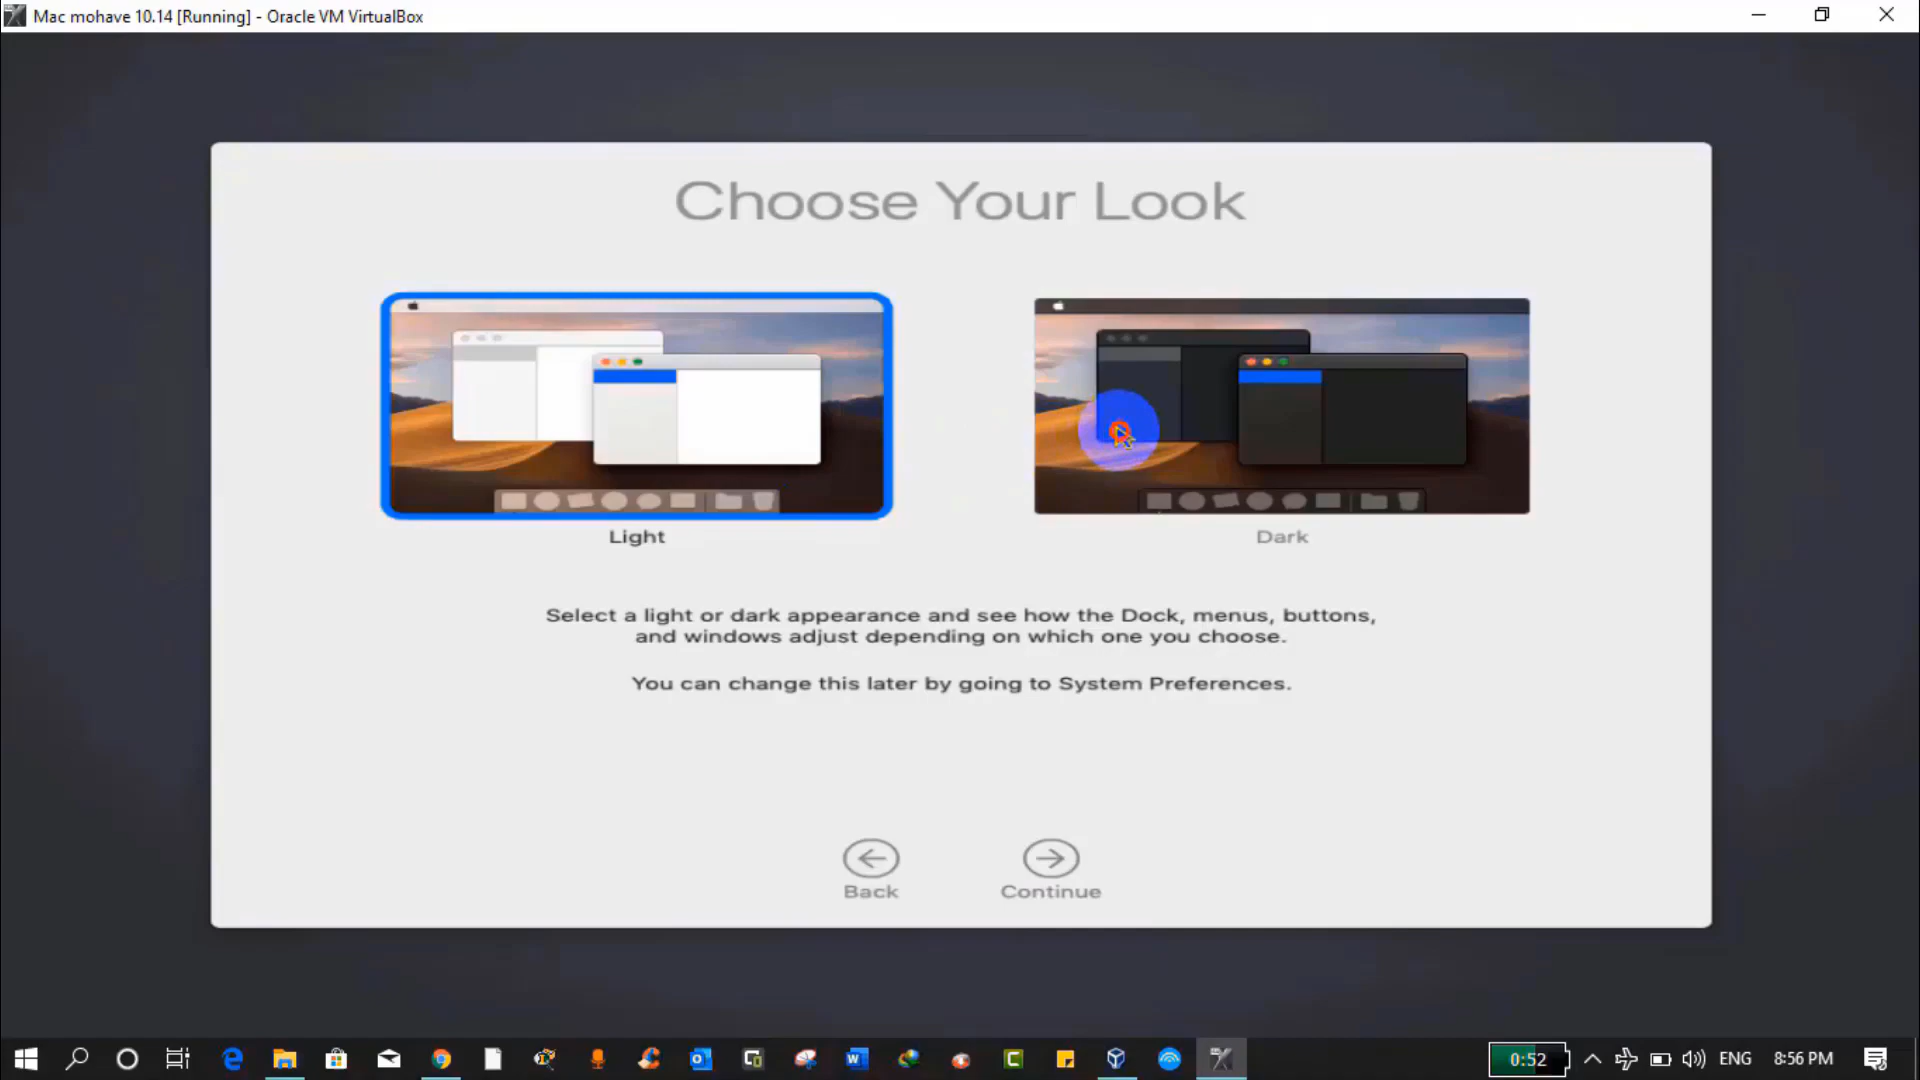 Mac mohave 10.14 [Running] - Oracle VM VirtualBox
Choose Your Look
Light
Dark
Select a light or dark appearance and see how the Dock, menus, buttons,
and windows adjust depending on which one you choose.
You can change this later by going to System Preferences.
Back
Continue
0:52
ENG
8:56 PM